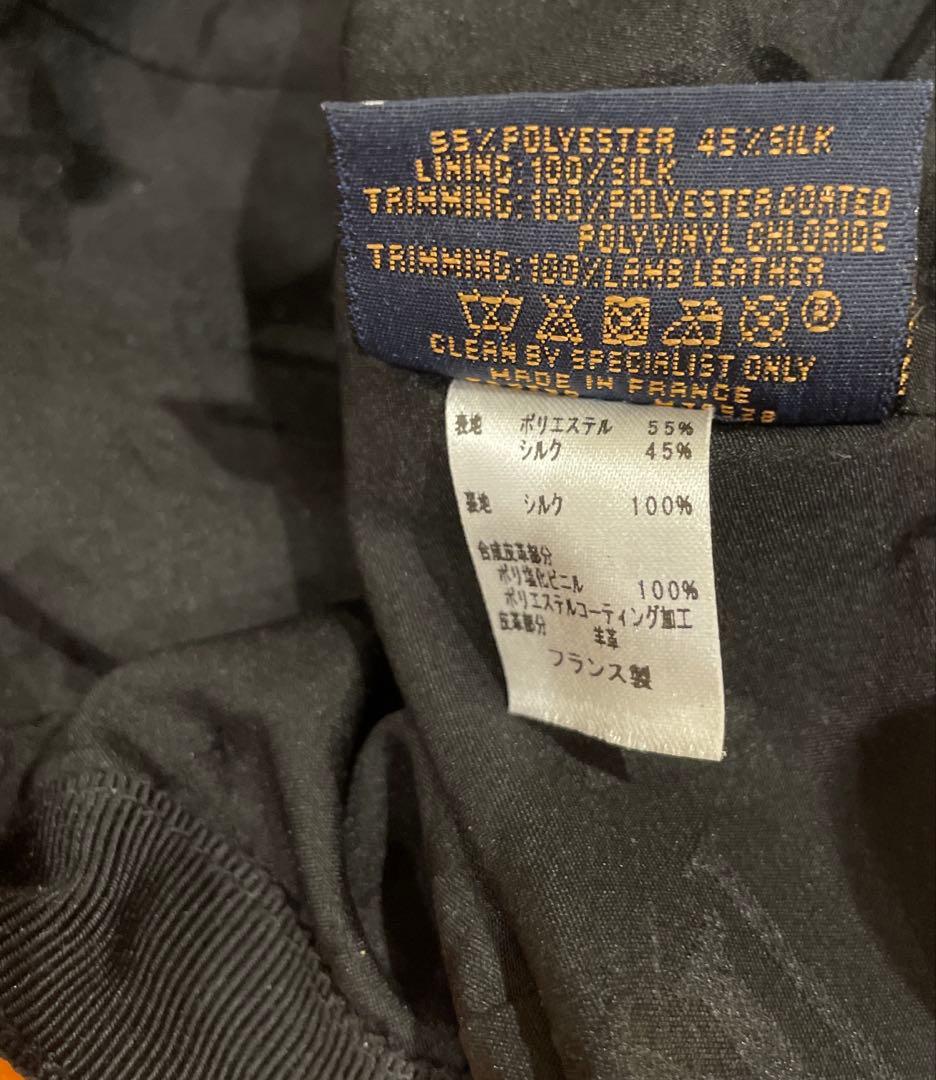 55%POLYESTER 45%SILK
LINING:100%SILK
TRIMMING:100%POLYESTER COATED
POLYVINYL CHLORIDE
TRIMMING:100%LAMB LEATHER
®
CLEAN BY SPECIALIST ONLY
MADE IN FRANCE
表地 ポリエステル 55%
シルク 45%
裏地 シルク 100%
合成皮革部分
ポリ塩化ビニル 100%
ポリエステルコーティング加工
皮革部分 羊革
フランス製